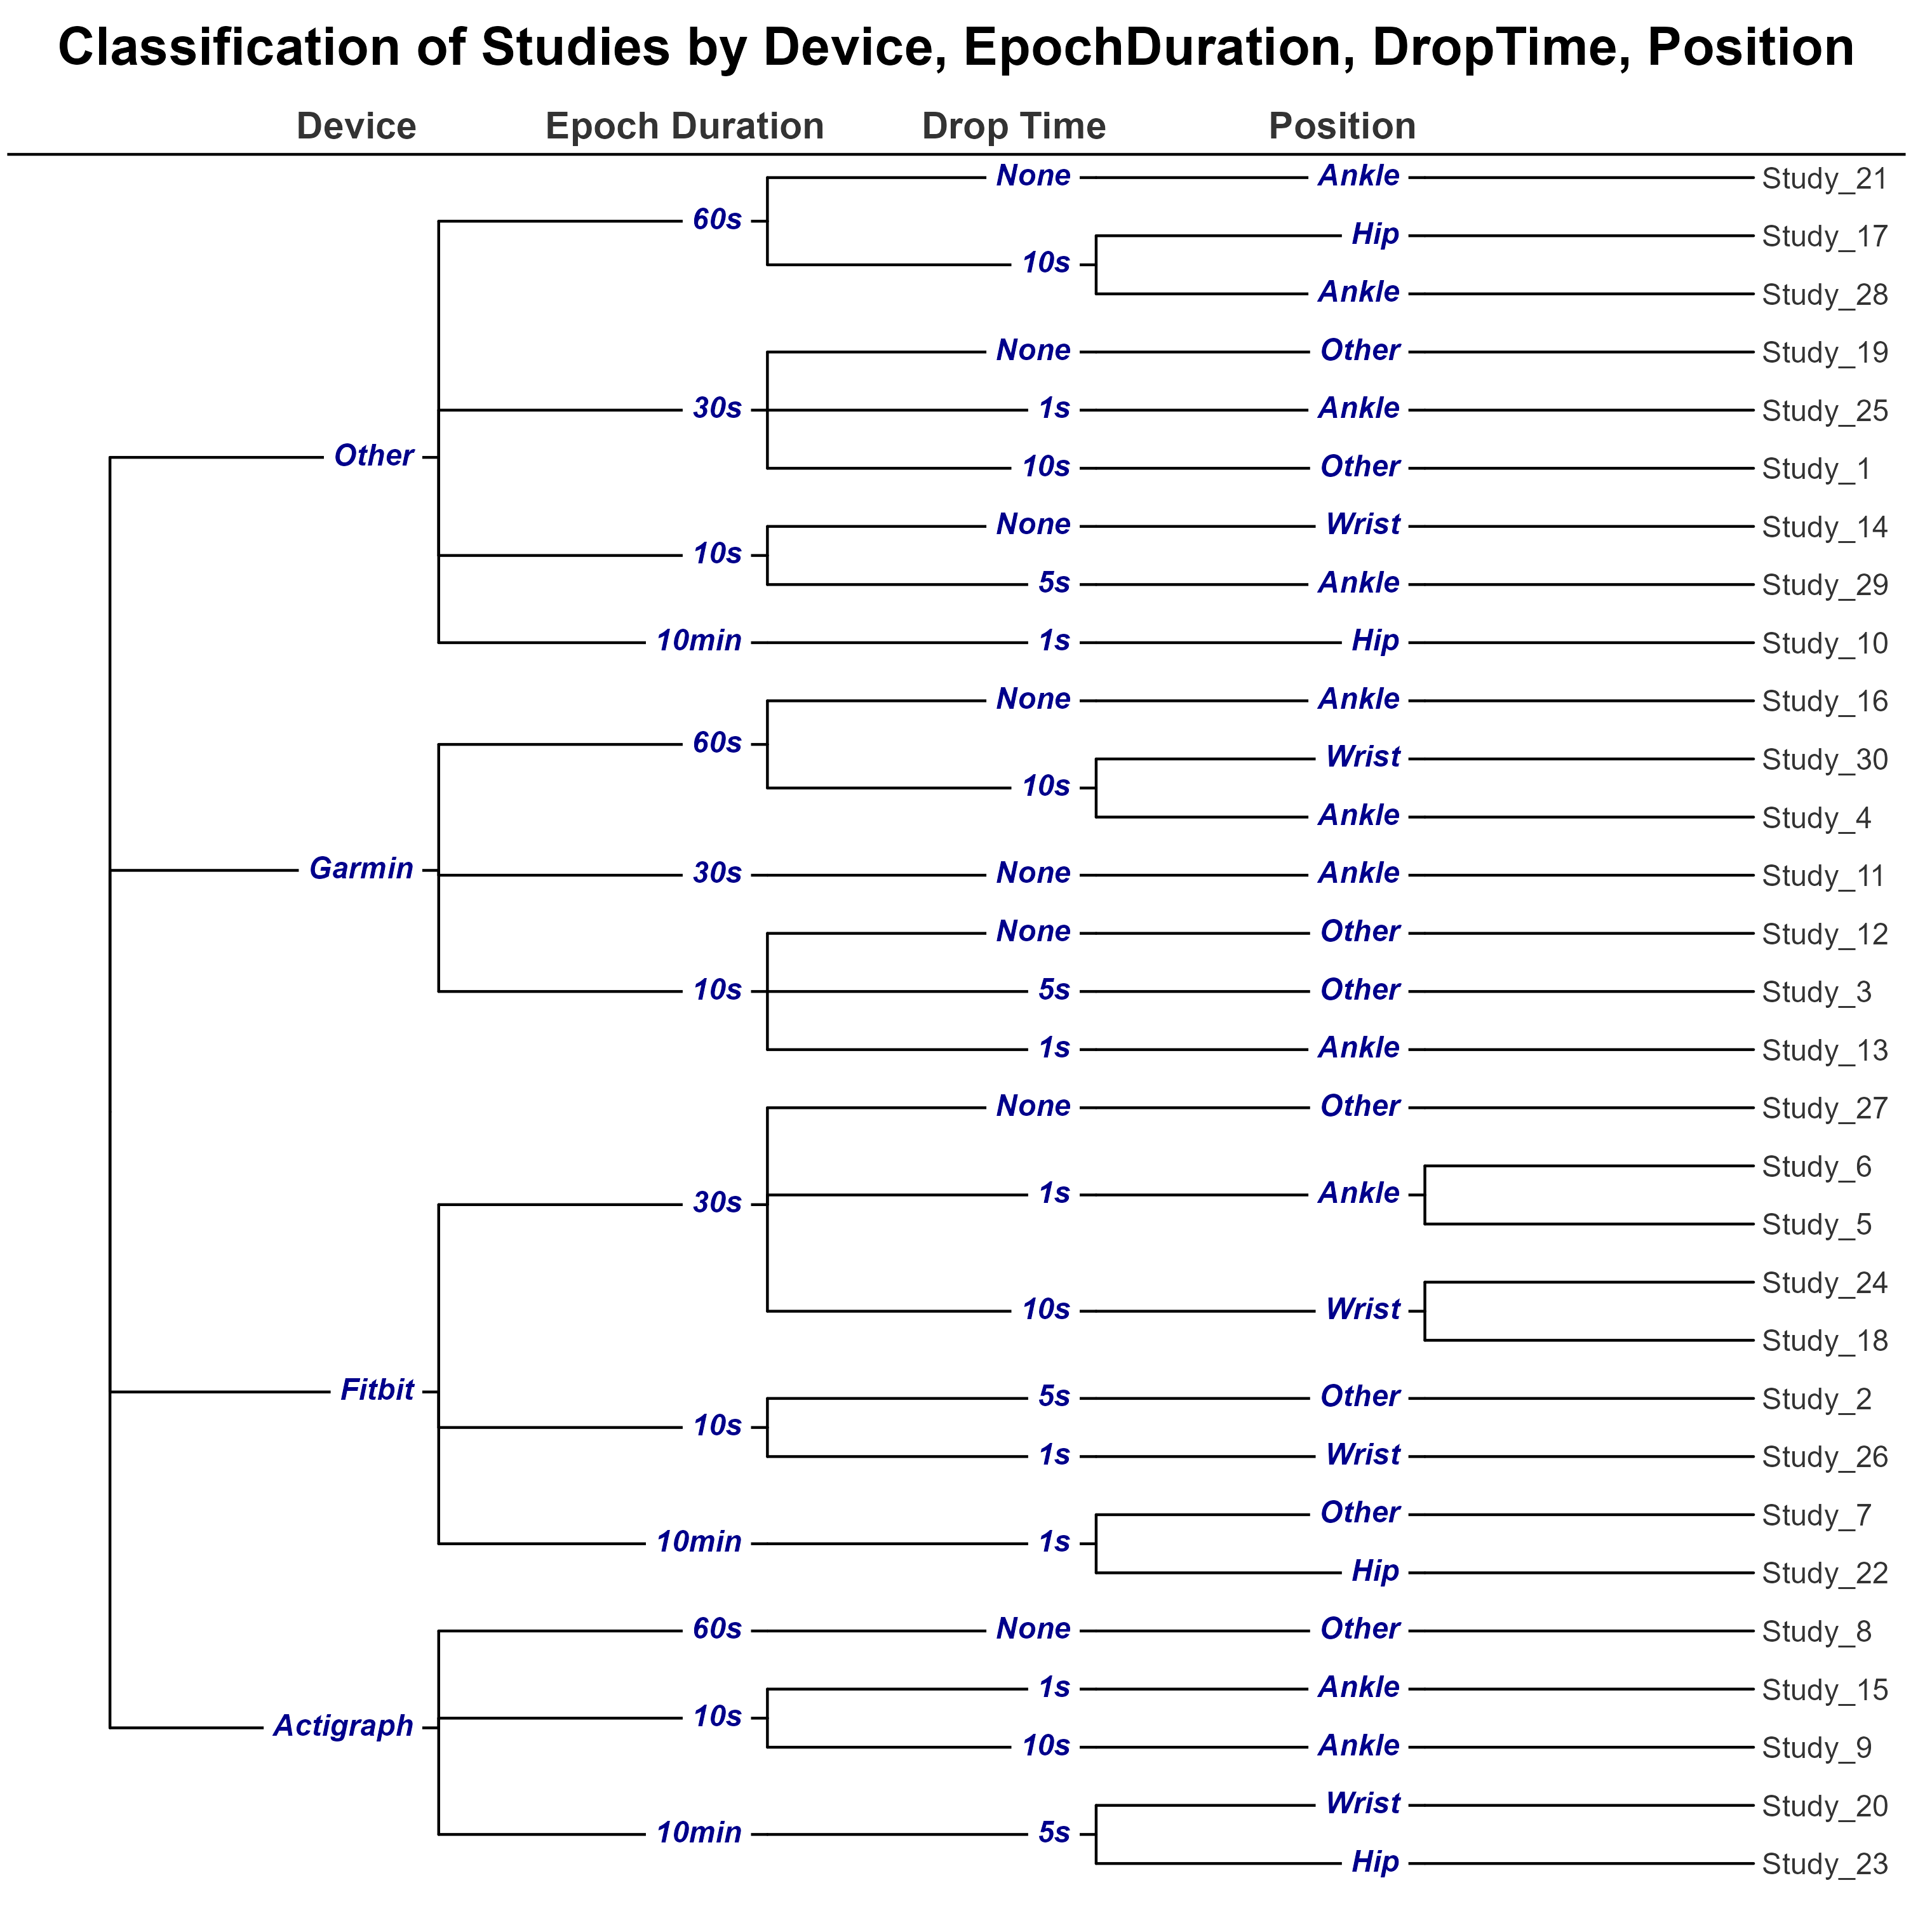 Classification of Studies by Device, EpochDuration, DropTime, Position
Device Epoch Duration Drop Time Position
None Ankle Study_21
60s
Hip Study_17
10s
Ankle Study_28
None Other Study_19
30s 1s Ankle Study_25
Other
10s Other Study_1
None Wrist Study_14
10s
5s Ankle Study_29
10min 1s Hip Study_10
None Ankle Study_16
60s
Wrist Study_30
10s
Ankle Study_4
Garmin
30s None Ankle Study_11
None Other Study_12
10s 5s Other Study_3
1s Ankle Study_13
None Other Study_27
Study_6
1s Ankle
30s
Study_5
Study_24
10s Wrist
Study_18
Fitbit
5s Other Study_2
10s
1s Wrist Study_26
Other Study_7
10min 1s
Hip Study_22
60s None Other Study_8
1s Ankle Study_15
10s
Actigraph
10s Ankle Study_9
Wrist Study_20
10min 5s
Hip Study_23